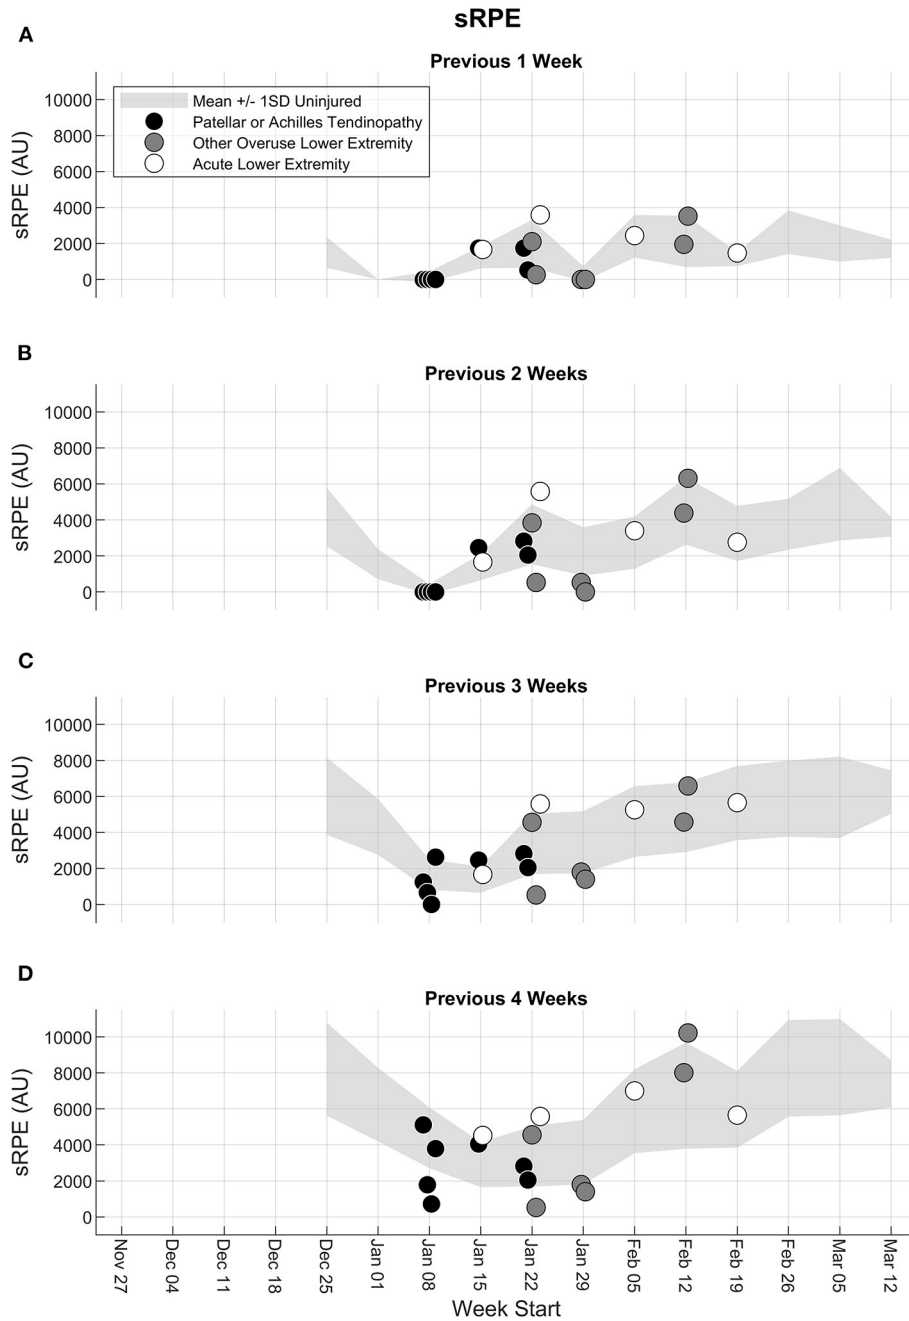 sRPE
A
Previous 1 Week
sRPE (AU)
10000
8000
6000
4000
2000
0
Mean +/- 1SD Uninjured
Patellar or Achilles Tendinopathy
Other Overuse Lower Extremity
Acute Lower Extremity
B
Previous 2 Weeks
sRPE (AU)
10000
8000
6000
4000
2000
0
C
Previous 3 Weeks
sRPE (AU)
10000
8000
6000
4000
2000
0
D
Previous 4 Weeks
sRPE (AU)
10000
8000
6000
4000
2000
0
Nov 27
Dec 04
Dec 11
Dec 18
Dec 25
Jan 01
Jan 08
Jan 15
Jan 22
Jan 29
Feb 05
Feb 12
Feb 19
Feb 26
Mar 05
Mar 12
Week Start